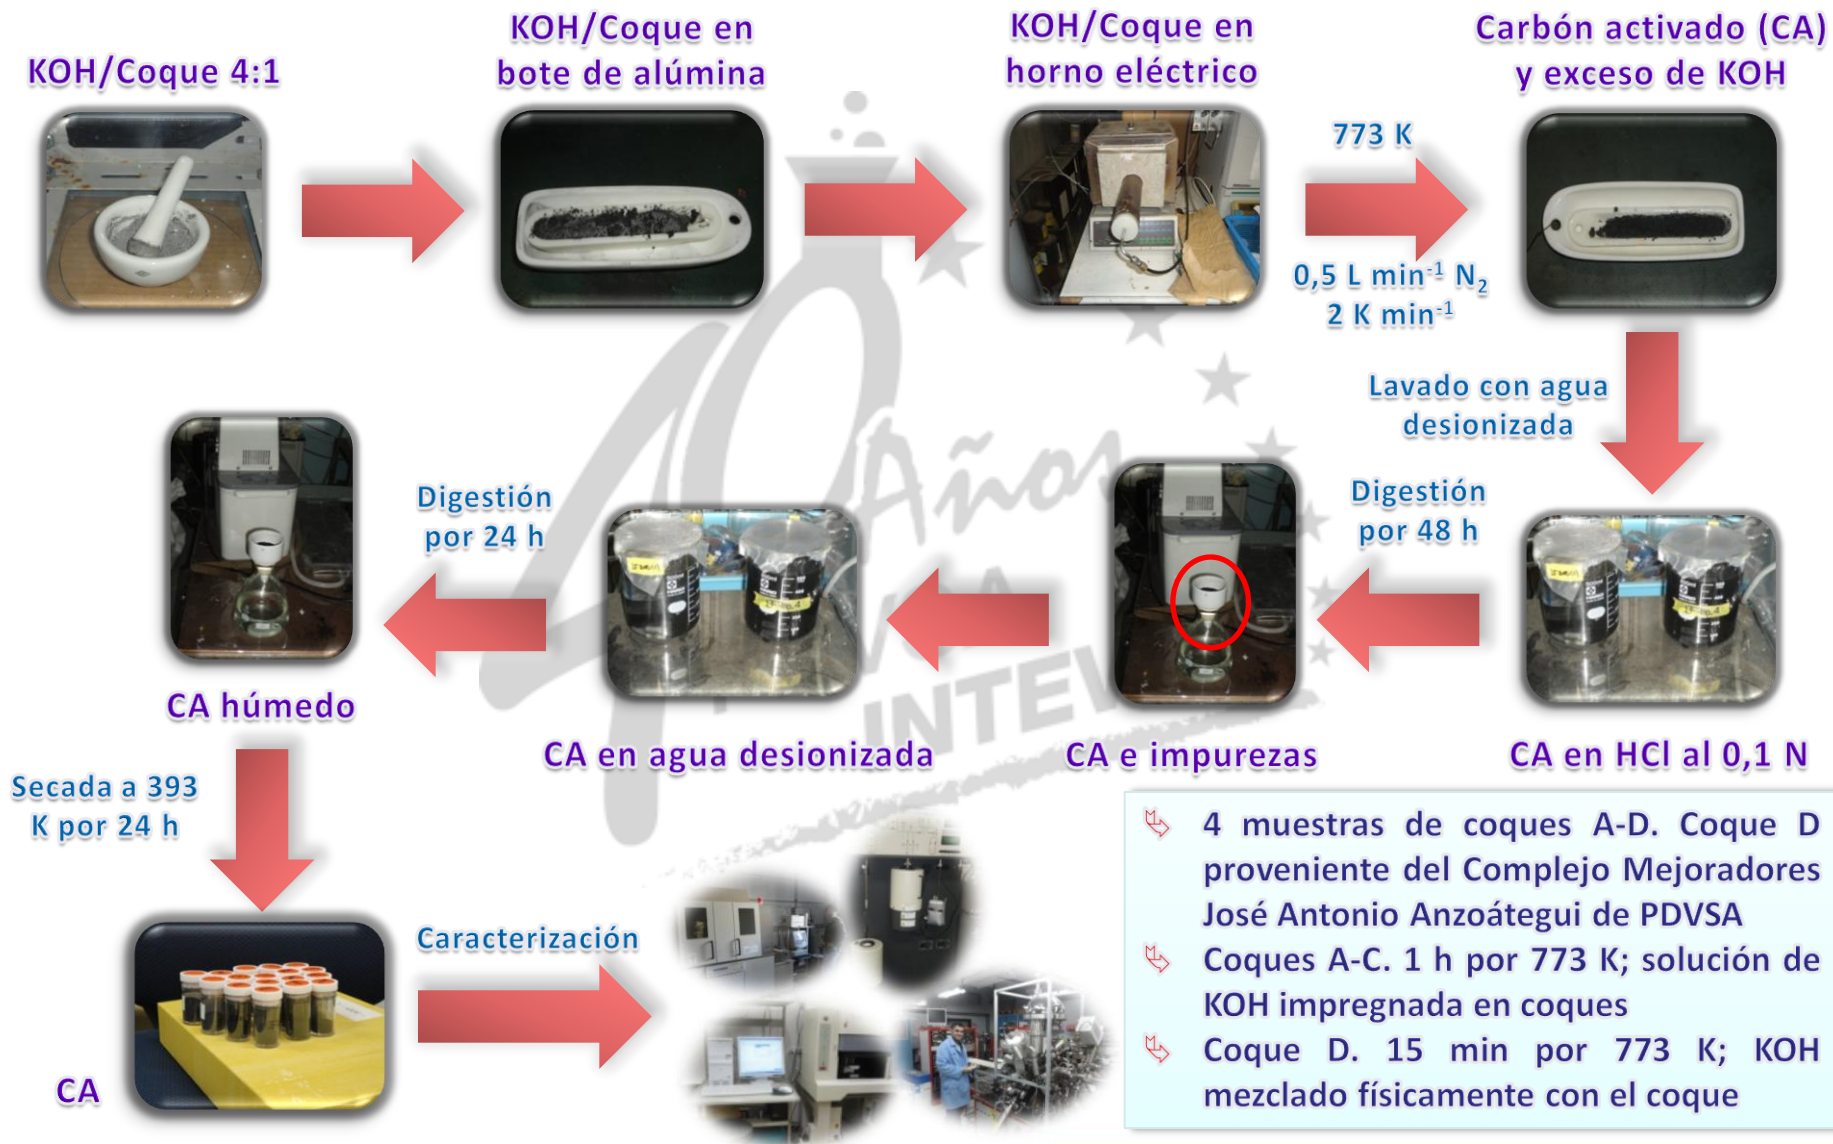 KOH/Coque 4:1
KOH/Coque en
bote de alúmina
KOH/Coque en
horno eléctrico
773 K
0,5 L min⁻¹ N₂
2 K min⁻¹
Carbón activado (CA)
y exceso de KOH
Lavado con agua
desionizada
CA en HCl al 0,1 N
Digestión
por 48 h
CA e impurezas
CA en agua desionizada
Digestión
por 24 h
CA húmedo
Secada a 393
K por 24 h
CA
Caracterización
4 muestras de coques A-D. Coque D
proveniente del Complejo Mejoradores
José Antonio Anzoátegui de PDVSA
Coques A-C. 1 h por 773 K; solución de
KOH impregnada en coques
Coque D. 15 min por 773 K; KOH
mezclado físicamente con el coque
40 Años
INTEV